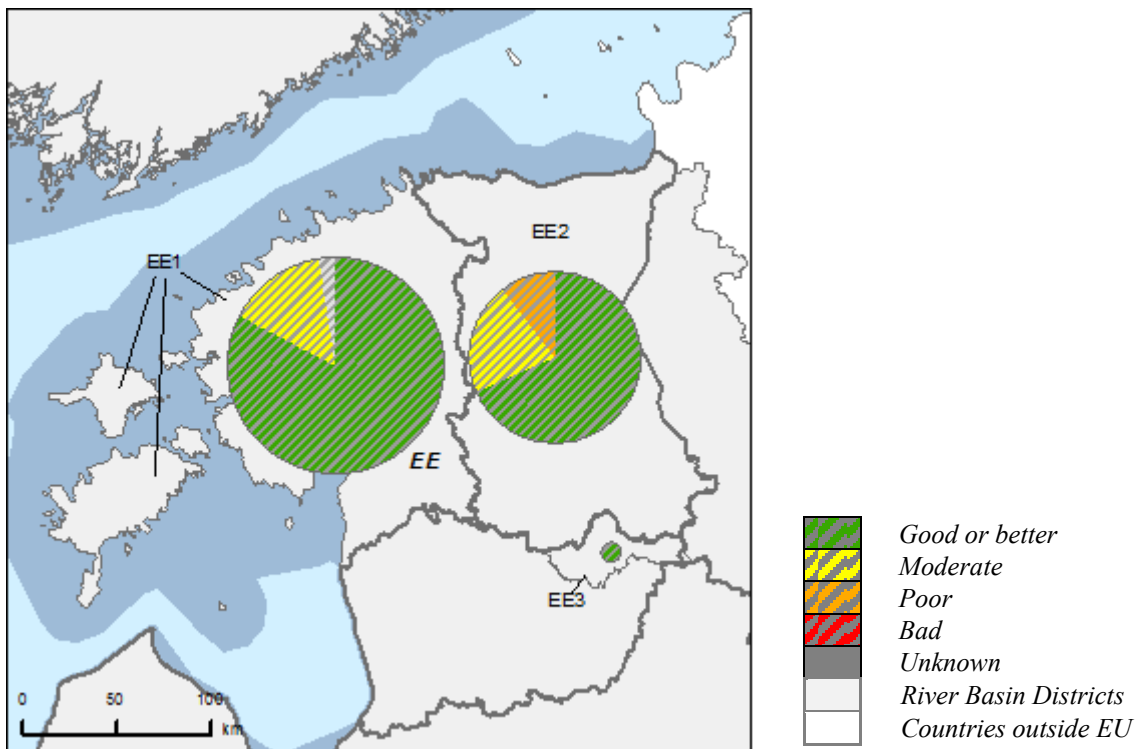 EE2
EE1
EE
EE3
0 50 100
km
Good or better
Moderate
Poor
Bad
Unknown
River Basin Districts
Countries outside EU